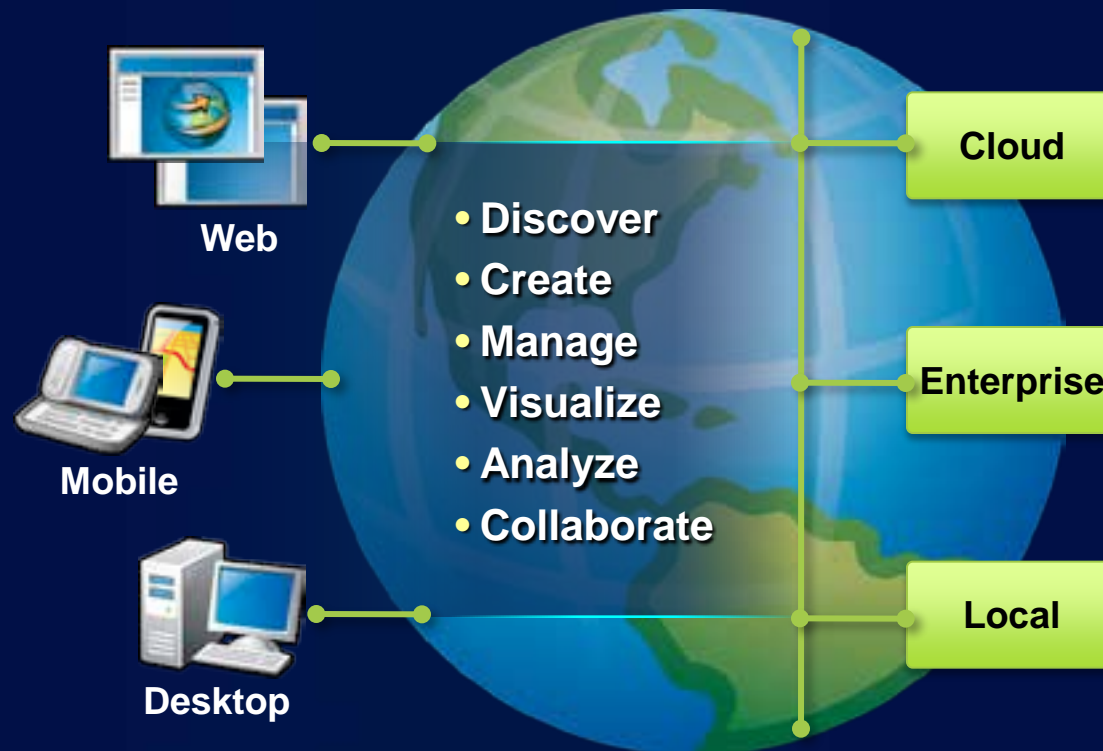 Web
Mobile
Desktop
• Discover
• Create
• Manage
• Visualize
• Analyze
• Collaborate
Cloud
Enterprise
Local